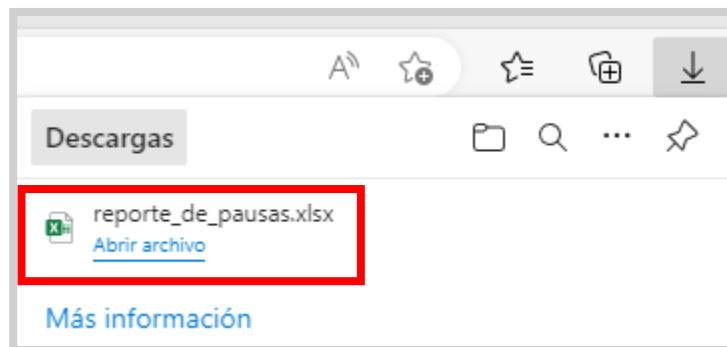 Descargas
reporte_de_pausas.xlsx
Abrir archivo
Más información